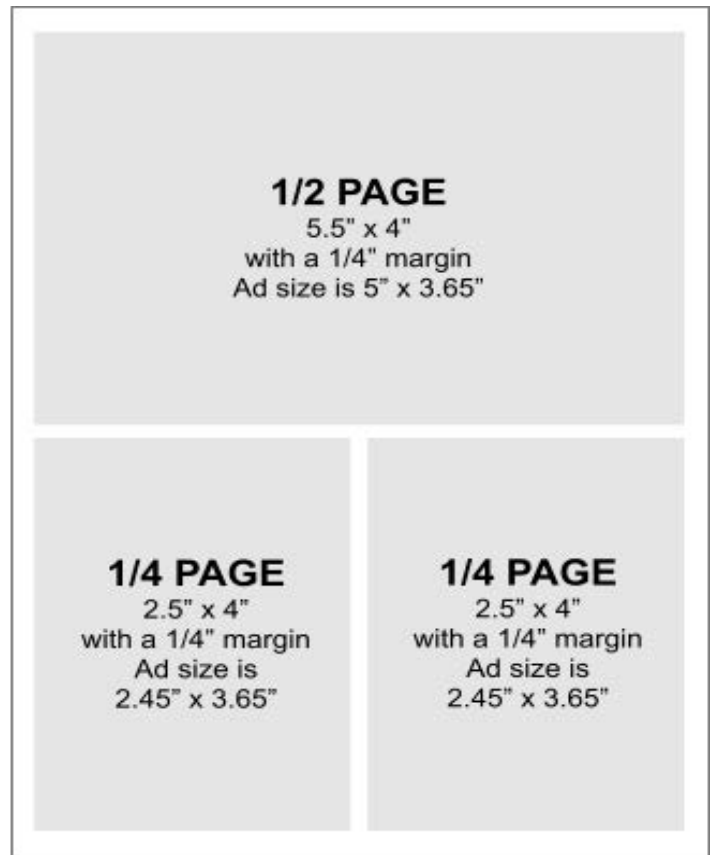 1/2 PAGE
5.5” x 4”
with a 1/4” margin
Ad size is 5” x 3.65”
1/4 PAGE
2.5” x 4”
with a 1/4” margin
Ad size is
2.45” x 3.65”
1/4 PAGE
2.5” x 4”
with a 1/4” margin
Ad size is
2.45” x 3.65”